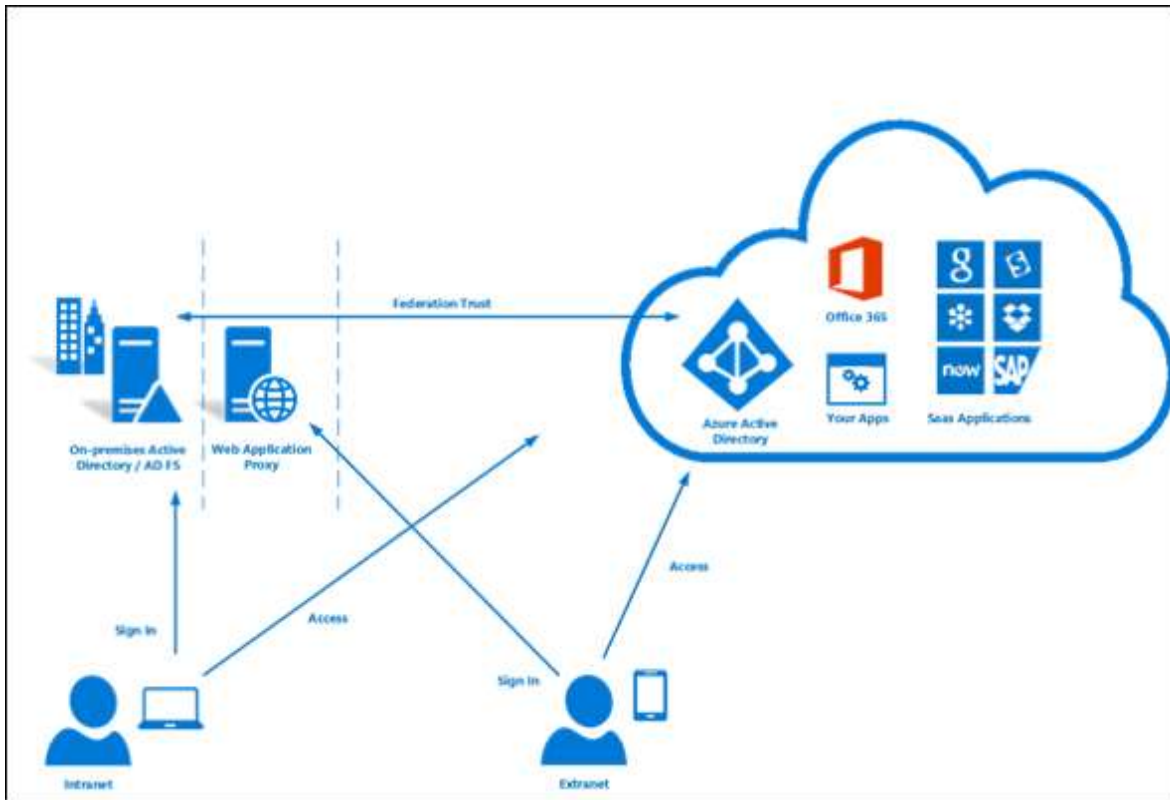 Federation Trust
Office 365
Azure Active
Directory
Your Apps
Saas Applications
g
now
SAP
On-premises Active
Directory / AD FS
Web Application
Proxy
Sign In
Access
Sign In
Access
Intranet
Extranet